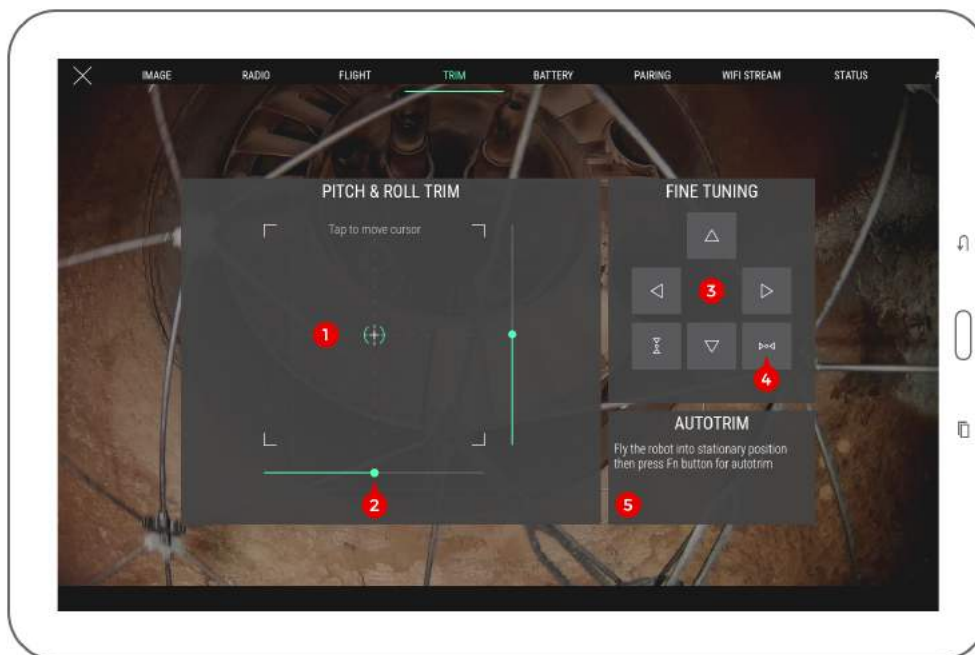 IMAGE RADIO FLIGHT TRIM BATTERY PAIRING WIFI STREAM STATUS A
PITCH & ROLL TRIM
Tap to move cursor
1
2
FINE TUNING
3
4
AUTOTRIM
Fly the robot into stationary position
then press Fn button for autotrim
5